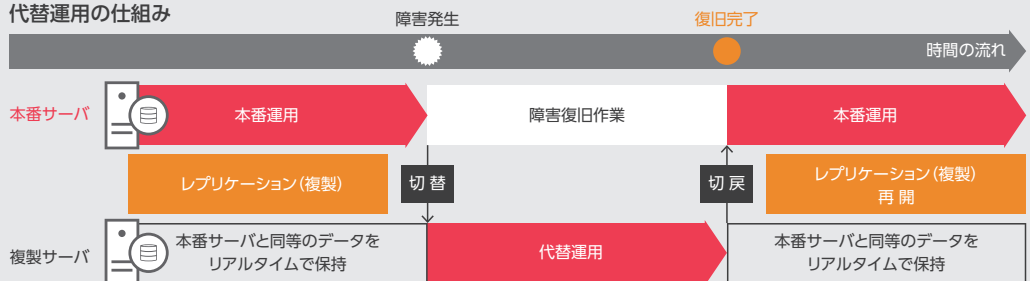 代替運用の仕組み
障害発生
復旧完了
時間の流れ
本番サーバ
本番運用
障害復旧作業
本番運用
レプリケーション（複製）
切 替
切 戻
レプリケーション（複製）
再 開
複製サーバ
本番サーバと同等のデータを
リアルタイムで保持
代替運用
本番サーバと同等のデータを
リアルタイムで保持